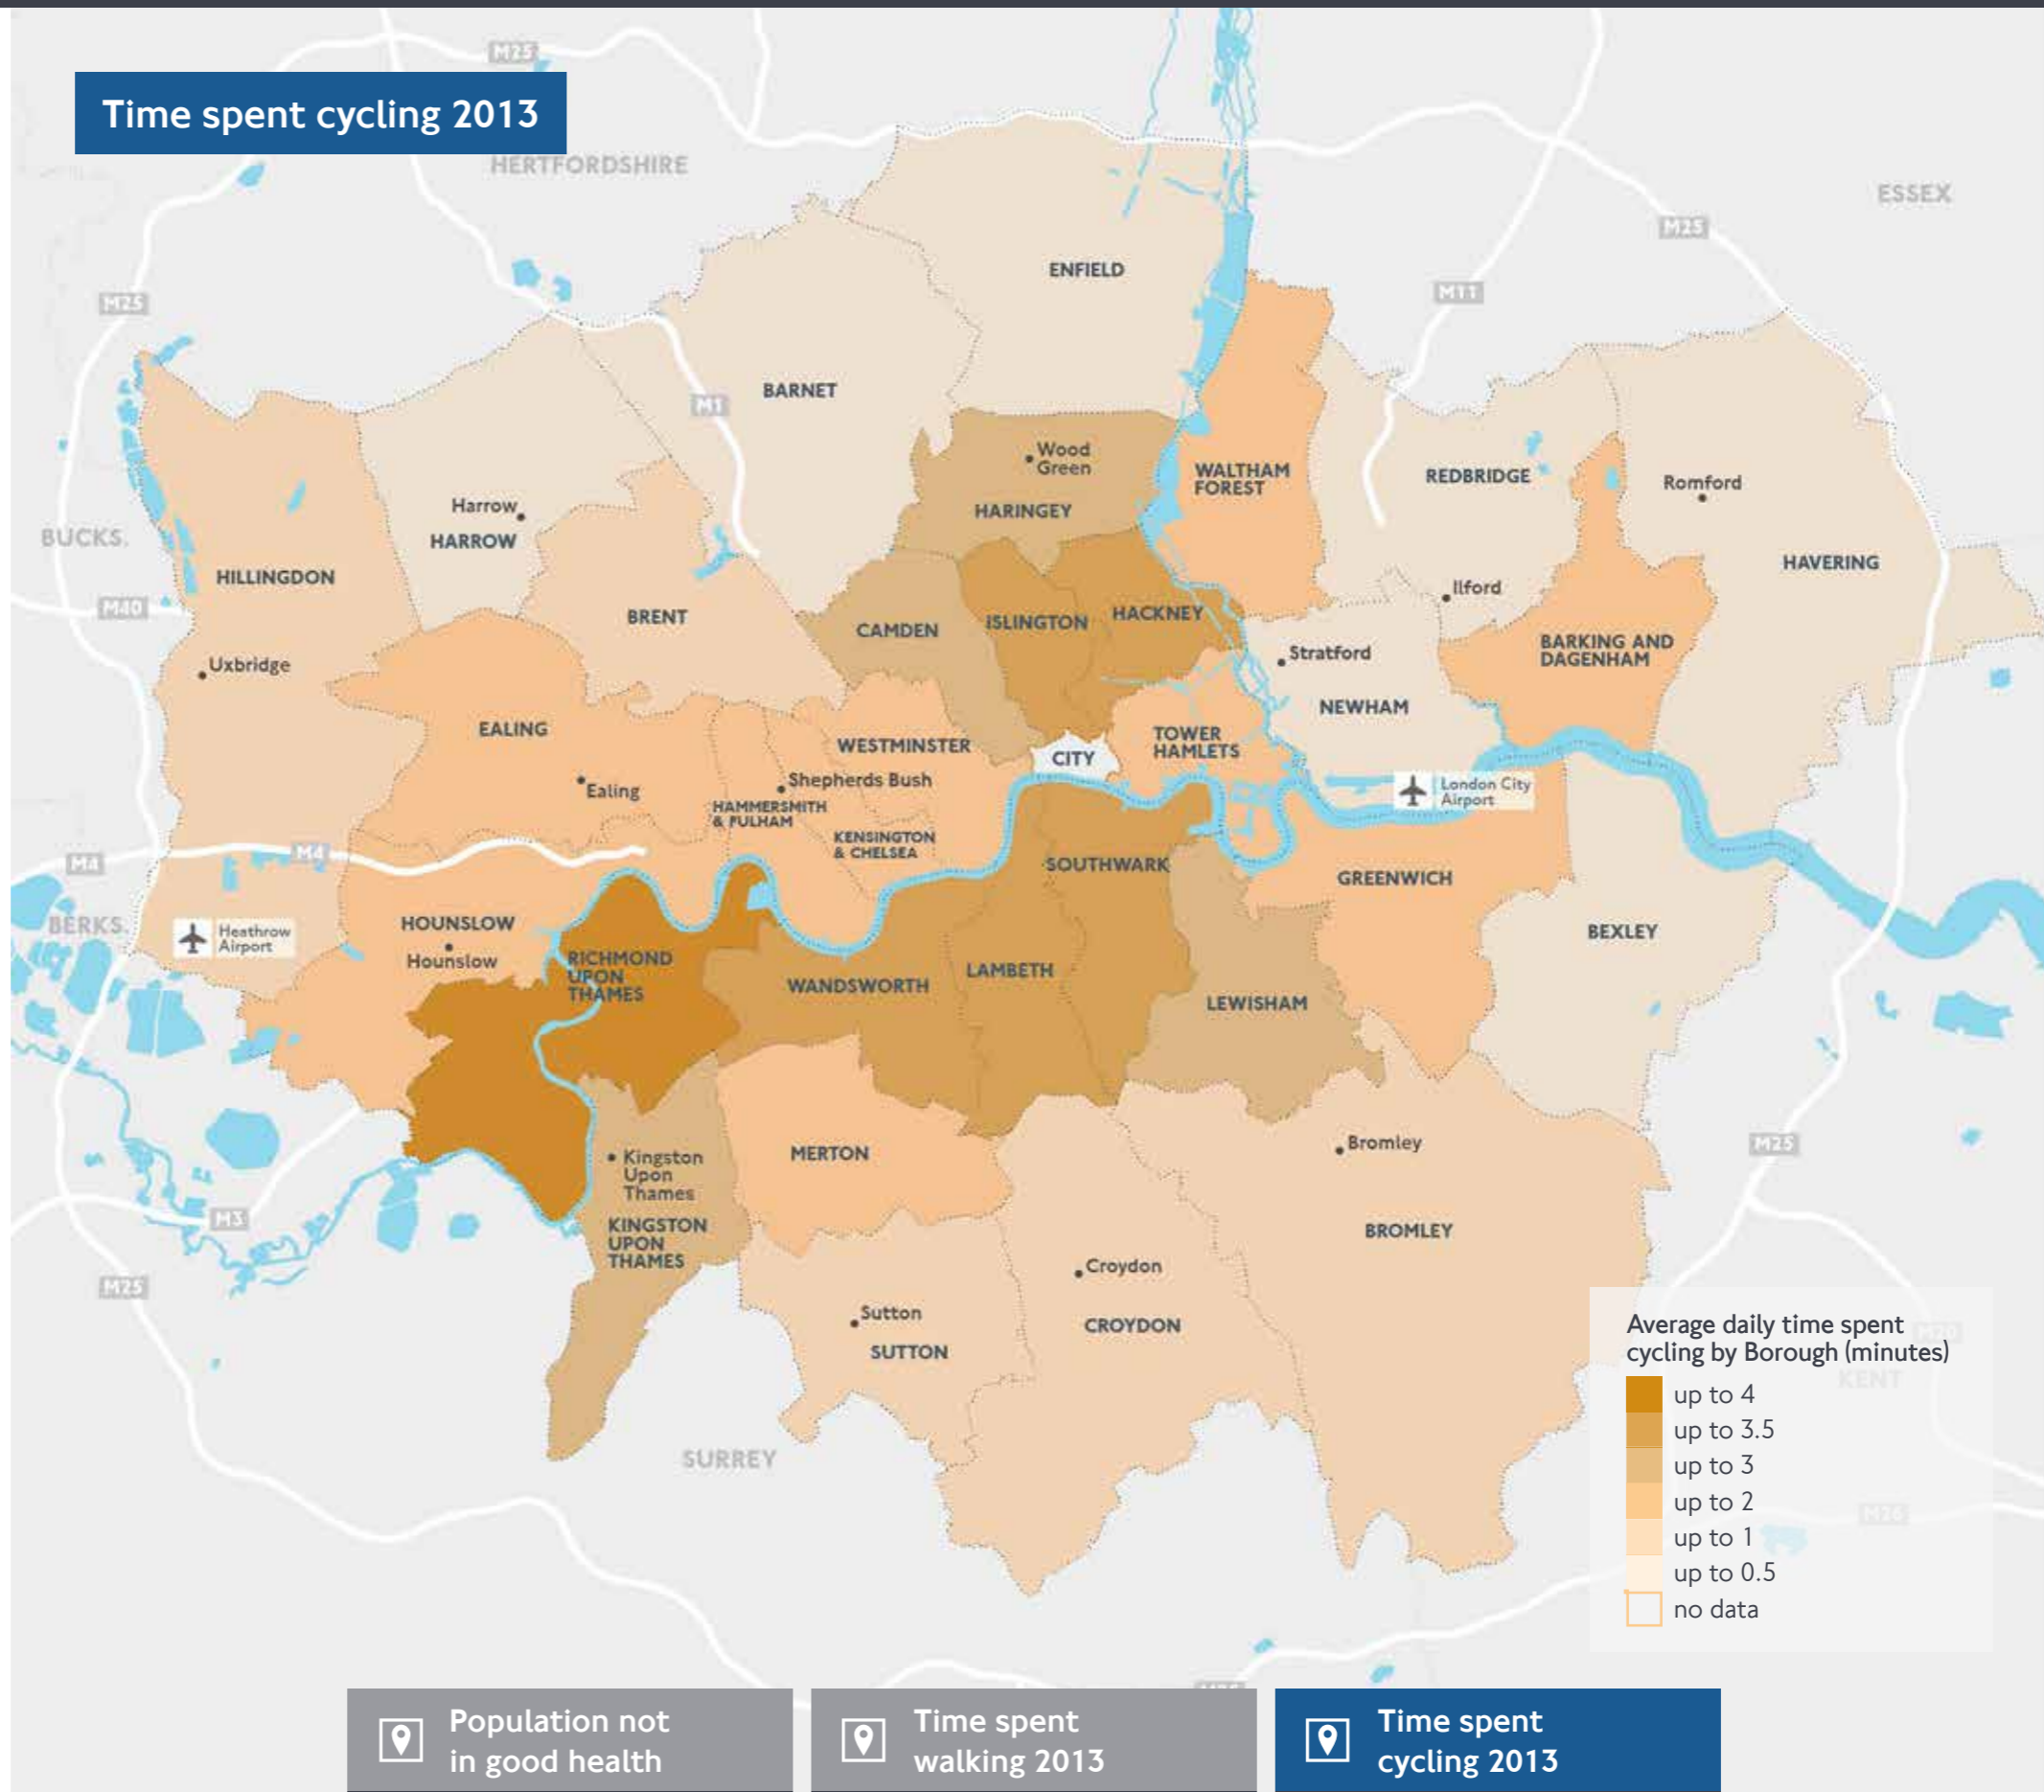 Time spent cycling 2013
M25
HERTFORDSHIRE
ESSEX
M25
ENFIELD
M25
M11
BARNET
M1
Wood
Green
WALTHAM
FOREST
REDBRIDGE
Romford
Harrow
HARINGEY
BUCKS.
HARROW
HAVERING
HILLINGDON
Ilford
M40
BRENT
CAMDEN
ISLINGTON
HACKNEY
BARKING AND
DAGENHAM
Uxbridge
Stratford
NEWHAM
EALING
WESTMINSTER
TOWER
HAMLETS
CITY
Shepherds Bush
Ealing
London City
Airport
HAMMERSMITH
& FULHAM
KENSINGTON
& CHELSEA
M4
M4
SOUTHWARK
GREENWICH
BERKS.
Heathrow
Airport
HOUNSLOW
Hounslow
BEXLEY
RICHMOND
UPON
THAMES
WANDSWORTH
LAMBETH
LEWISHAM
Kingston
Upon
Thames
MERTON
Bromley
M25
M3
KINGSTON
UPON
THAMES
BROMLEY
M25
Croydon
CROYDON
Sutton
SUTTON
SURREY
M20
KENT
M26
Average daily time spent
cycling by Borough (minutes)
up to 4
up to 3.5
up to 3
up to 2
up to 1
up to 0.5
no data
Population not
in good health
Time spent
walking 2013
Time spent
cycling 2013